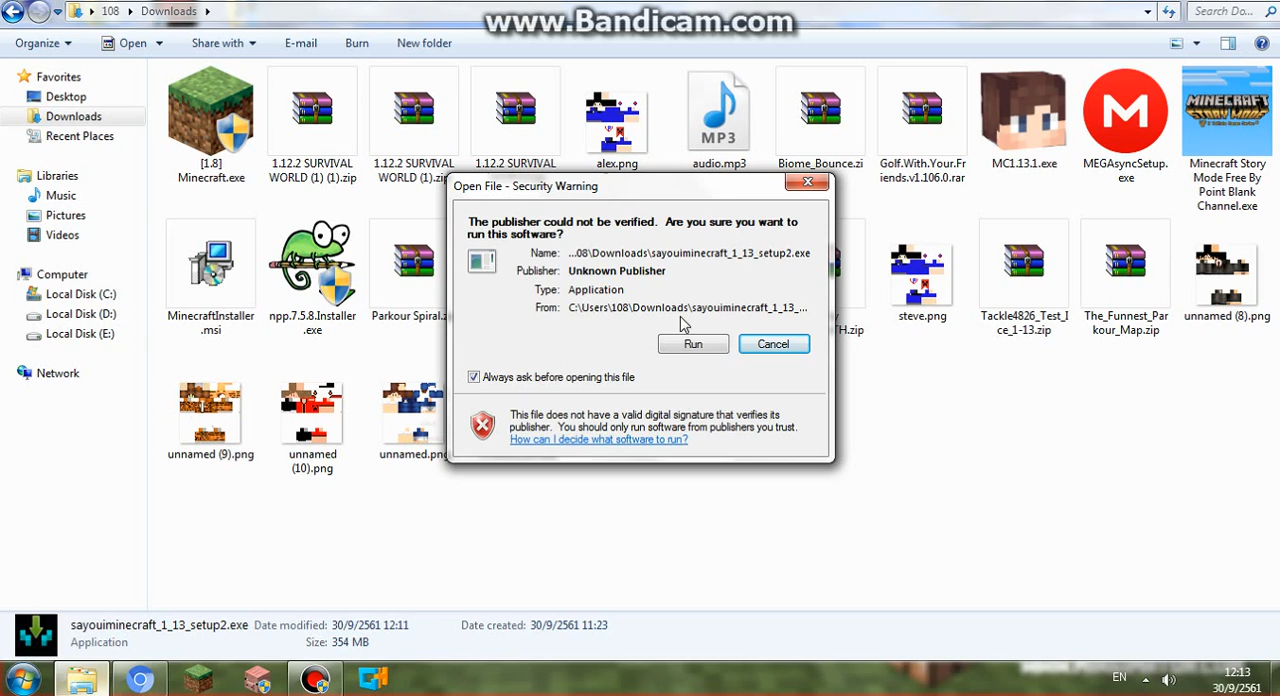 www.Bandicam.com
108 Downloads Search Do...
Organize Open Share with E-mail Burn New folder
Favorites
Desktop
Downloads
Recent Places
Libraries
Music
Pictures
Videos
Computer
Local Disk (C:)
Local Disk (D:)
Local Disk (E:)
Network
MP3
M
MINECRAFT
STORY MODE
[1.8]
Minecraft.exe
1.12.2 SURVIVAL
WORLD (1) (1).zip
1.12.2 SURVIVAL
WORLD (1).zip
1.12.2 SURVIVAL
alex.png
audio.mp3
Biome_Bounce.zi
Golf.With.Your.Fr
iends.v1.106.0.rar
MC1.13.1.exe
MEGAsyncSetup.
exe
Minecraft Story
Mode Free By
Point Blank
Channel.exe
MinecraftInstaller
.msi
npp.7.5.8.Installer
.exe
Parkour Spiral.z
TH.zip
steve.png
Tackle4826_Test_I
ce_1-13.zip
The_Funnest_Par
kour_Map.zip
unnamed (8).png
unnamed (9).png
unnamed
(10).png
unnamed.png
Open File - Security Warning
The publisher could not be verified. Are you sure you want to
run this software?
Name: ...08\Downloads\sayouiminecraft_1_13_setup2.exe
Publisher: Unknown Publisher
Type: Application
From: C:\Users\108\Downloads\sayouiminecraft_1_13_...
Run Cancel
Always ask before opening this file
This file does not have a valid digital signature that verifies its
publisher. You should only run software from publishers you trust.
How can I decide what software to run?
sayouiminecraft_1_13_setup2.exe Date modified: 30/9/2561 12:11 Date created: 30/9/2561 11:23
Application Size: 354 MB
EN 12:13
30/9/2561